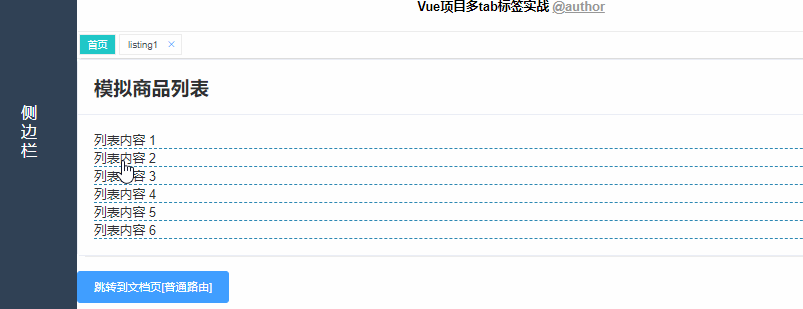 Vue项目多tab标签实战 @author
首页 listing1 ×
侧边栏
模拟商品列表
列表内容 1
列表内容 2
列表内容 3
列表内容 4
列表内容 5
列表内容 6
跳转到文档页[普通路由]